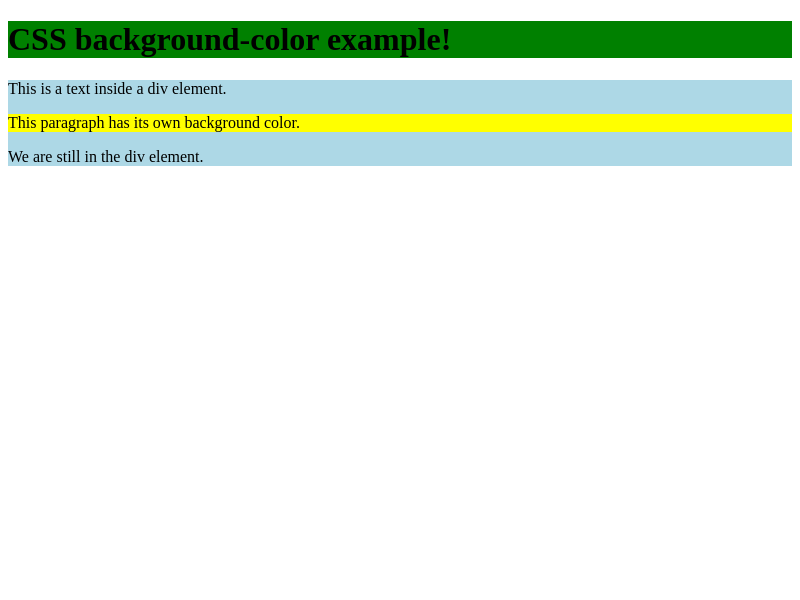 CSS background-color example!
This is a text inside a div element.
This paragraph has its own background color.
We are still in the div element.